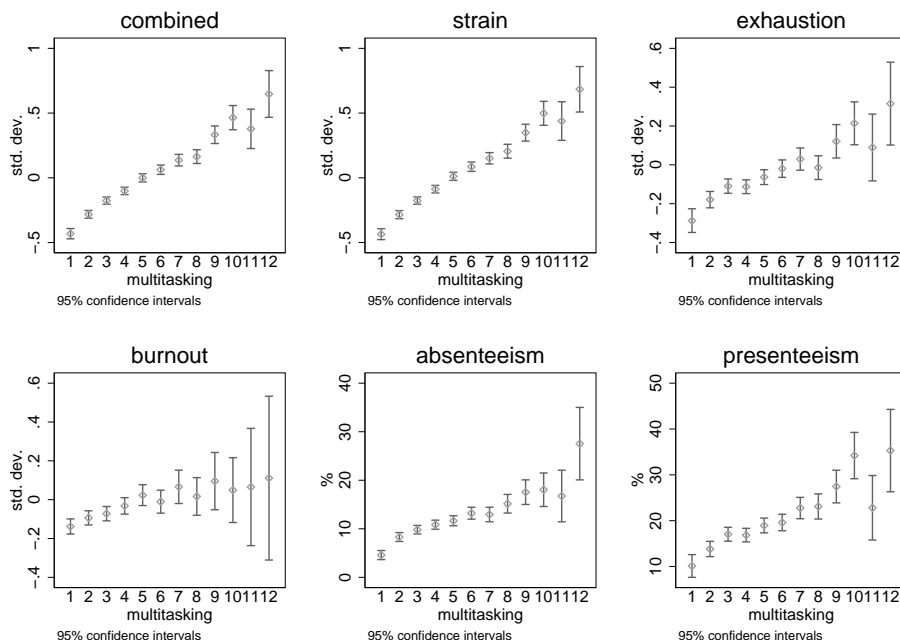 combined
std. dev.
1
.5
0
-.5
1 2 3 4 5 6 7 8 9 10 11 12
multitasking
95% confidence intervals
strain
std. dev.
1
.5
0
-.5
1 2 3 4 5 6 7 8 9 10 11 12
multitasking
95% confidence intervals
exhaustion
std. dev.
.6
.4
.2
0
-.2
-.4
1 2 3 4 5 6 7 8 9 10 11 12
multitasking
95% confidence intervals
burnout
std. dev.
.6
.4
.2
0
-.2
-.4
1 2 3 4 5 6 7 8 9 10 11 12
multitasking
95% confidence intervals
absenteeism
%
40
30
20
10
0
1 2 3 4 5 6 7 8 9 10 11 12
multitasking
95% confidence intervals
presenteeism
%
50
40
30
20
10
1 2 3 4 5 6 7 8 9 10 11 12
multitasking
95% confidence intervals